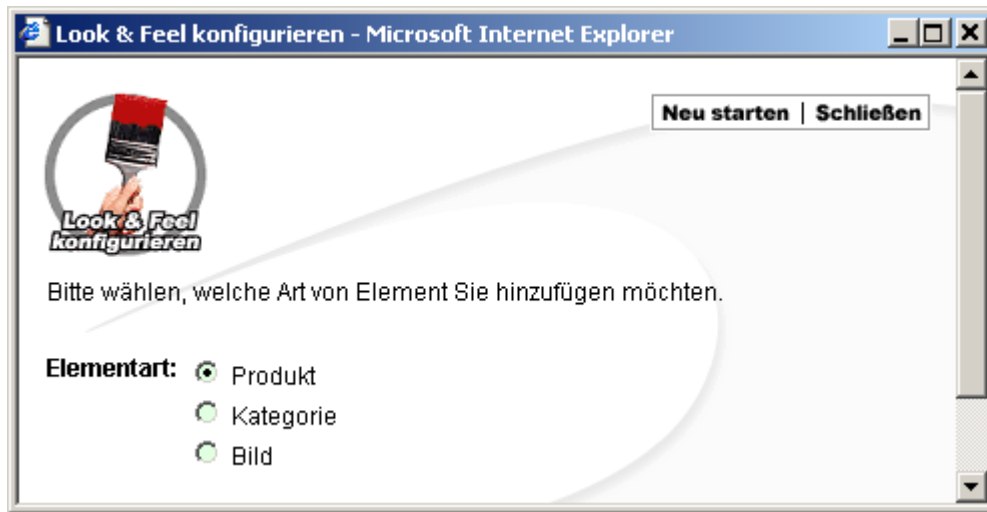 Look & Feel konfigurieren - Microsoft Internet Explorer
Neu starten | Schließen
Look & Feel
konfigurieren
Bitte wählen, welche Art von Element Sie hinzufügen möchten.
Elementart: Produkt
Kategorie
Bild